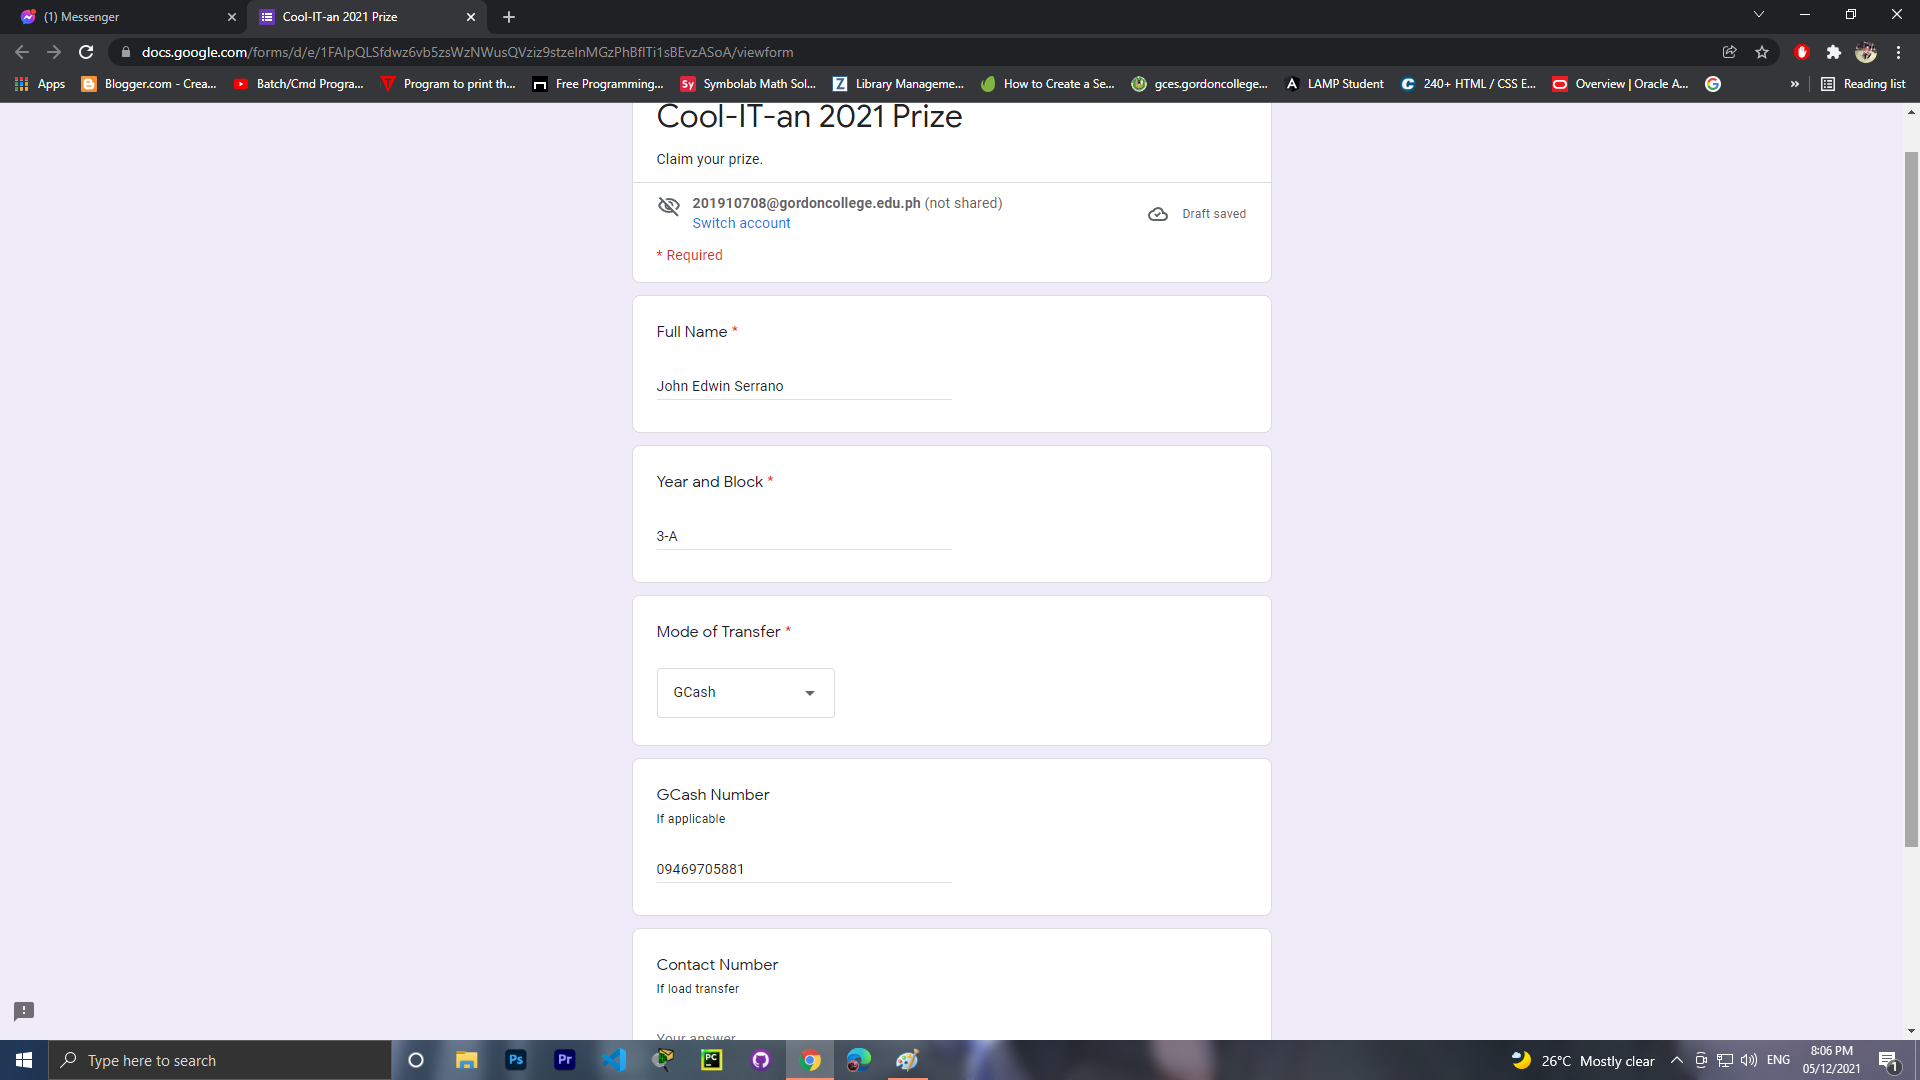 (1) Messenger
Cool-IT-an 2021 Prize
docs.google.com/forms/d/e/1FAIpQLSfdwz6vb5zsWzNWusQVziz9stzeInMGzPhBfITi1sBEvzASoA/viewform
Apps
Blogger.com - Crea...
Batch/Cmd Progra...
Program to print th...
Free Programming...
Sy Symbolab Math Sol...
Z Library Manageme...
How to Create a Se...
gces.gordoncollege...
LAMP Student
240+ HTML / CSS E...
Overview | Oracle A...
»
Reading list
Cool-IT-an 2021 Prize
Claim your prize.
201910708@gordoncollege.edu.ph (not shared)
Switch account
Draft saved
* Required
Full Name *
John Edwin Serrano
Year and Block *
3-A
Mode of Transfer *
GCash
GCash Number
If applicable
09469705881
Contact Number
If load transfer
Your answer
Type here to search
Ps
Pr
PC
26°C Mostly clear
ENG
8:06 PM
05/12/2021
1